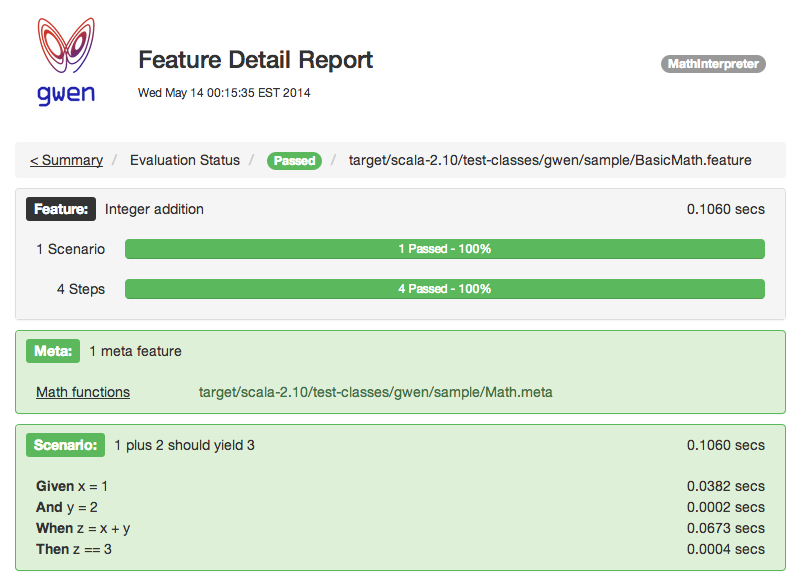 gwen
Feature Detail Report
Wed May 14 00:15:35 EST 2014
MathInterpreter
< Summary / Evaluation Status / Passed / target/scala-2.10/test-classes/gwen/sample/BasicMath.feature
Feature: Integer addition 0.1060 secs
1 Scenario 1 Passed - 100%
4 Steps 4 Passed - 100%
Meta: 1 meta feature
Math functions target/scala-2.10/test-classes/gwen/sample/Math.meta
Scenario: 1 plus 2 should yield 3 0.1060 secs
Given x = 1 0.0382 secs
And y = 2 0.0002 secs
When z = x + y 0.0673 secs
Then z == 3 0.0004 secs